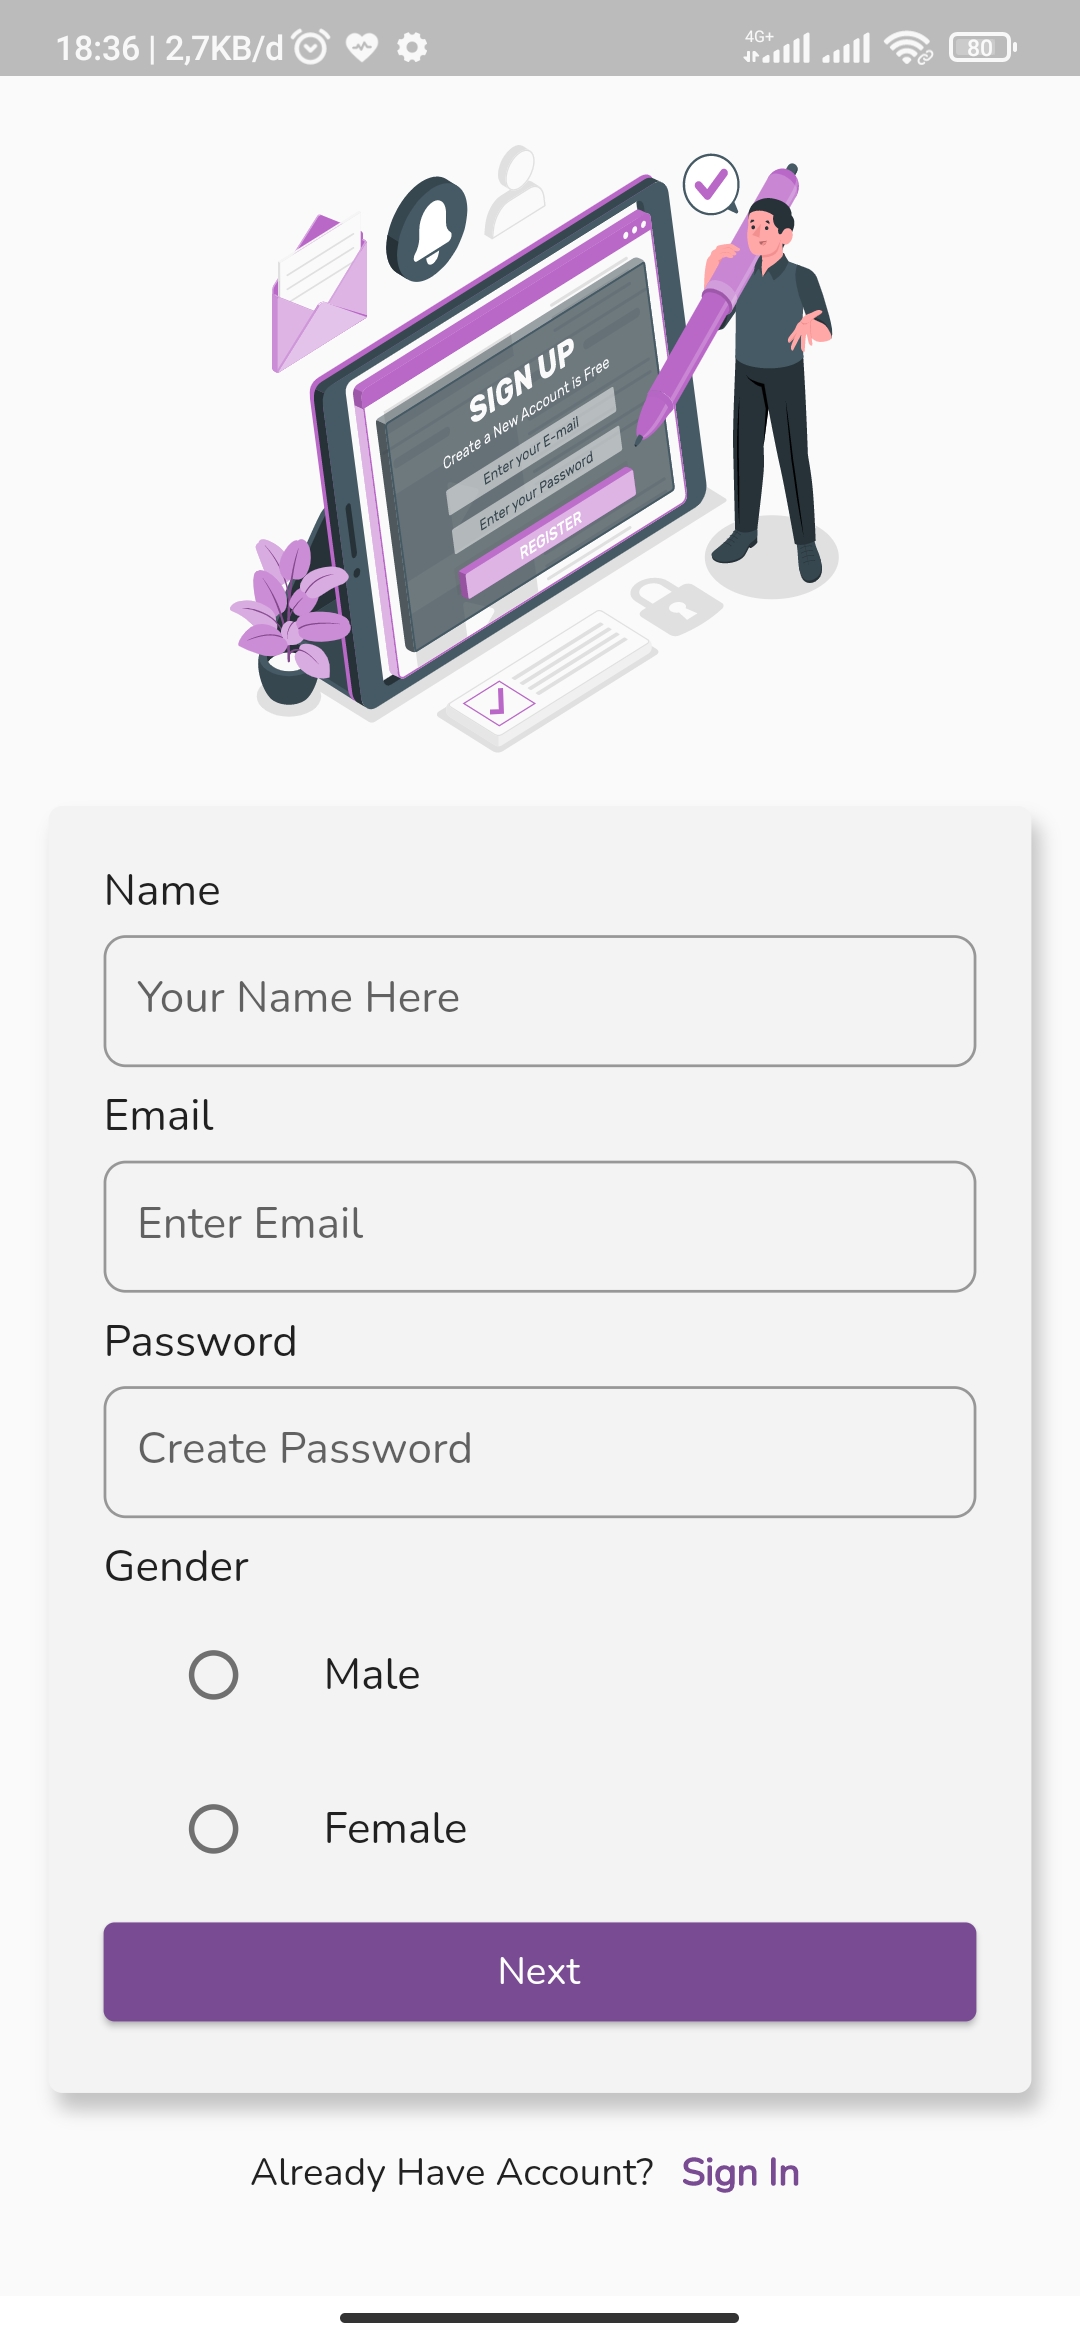 18:36 | 2,7KB/d
4G+
80
SIGN UP
Create a New Account is Free
Enter your E-mail
Enter your Password
REGISTER
Name
Your Name Here
Email
Enter Email
Password
Create Password
Gender
Male
Female
Next
Already Have Account? Sign In